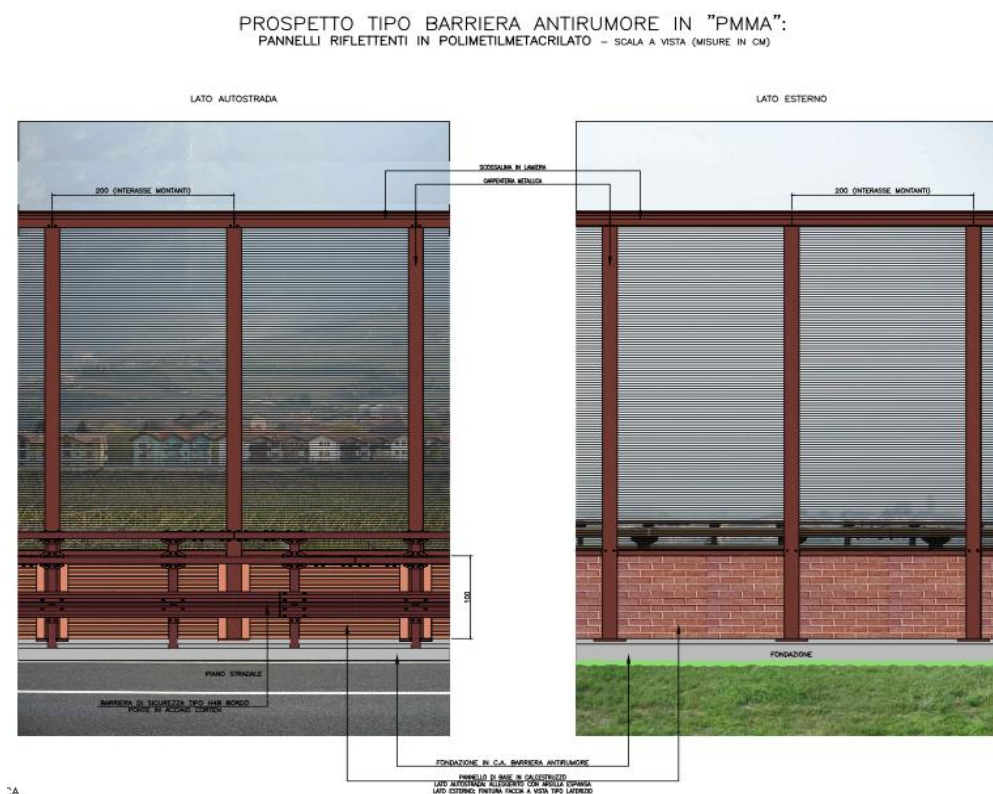 PROSPETTO TIPO BARRIERA ANTIRUMORE IN "PMMA":
PANNELLI RIFLETTENTI IN POLIMETILMETACRILATO – SCALA A VISTA (MISURE IN CM)
LATO AUTOSTRADA
LATO ESTERNO
SCOSSALINA IN LAMIERA
CARPENTERIA METALLICA
200 (INTERASSE MONTANTI)
200 (INTERASSE MONTANTI)
100
PIANO STRADALE
FONDAZIONE
BARRIERA DI SICUREZZA TIPO H4B BORDO
PONTE IN ACCIAIO CORTEN
FONDAZIONE IN C.A. BARRIERA ANTIRUMORE
PANNELLO DI BASE IN CALCESTRUZZO
LATO AUTOSTRADA: ALLEGGERITO CON ARGILLA ESPANSA
LATO ESTERNO: FINITURA FACCIA A VISTA TIPO LATERIZIO
CA